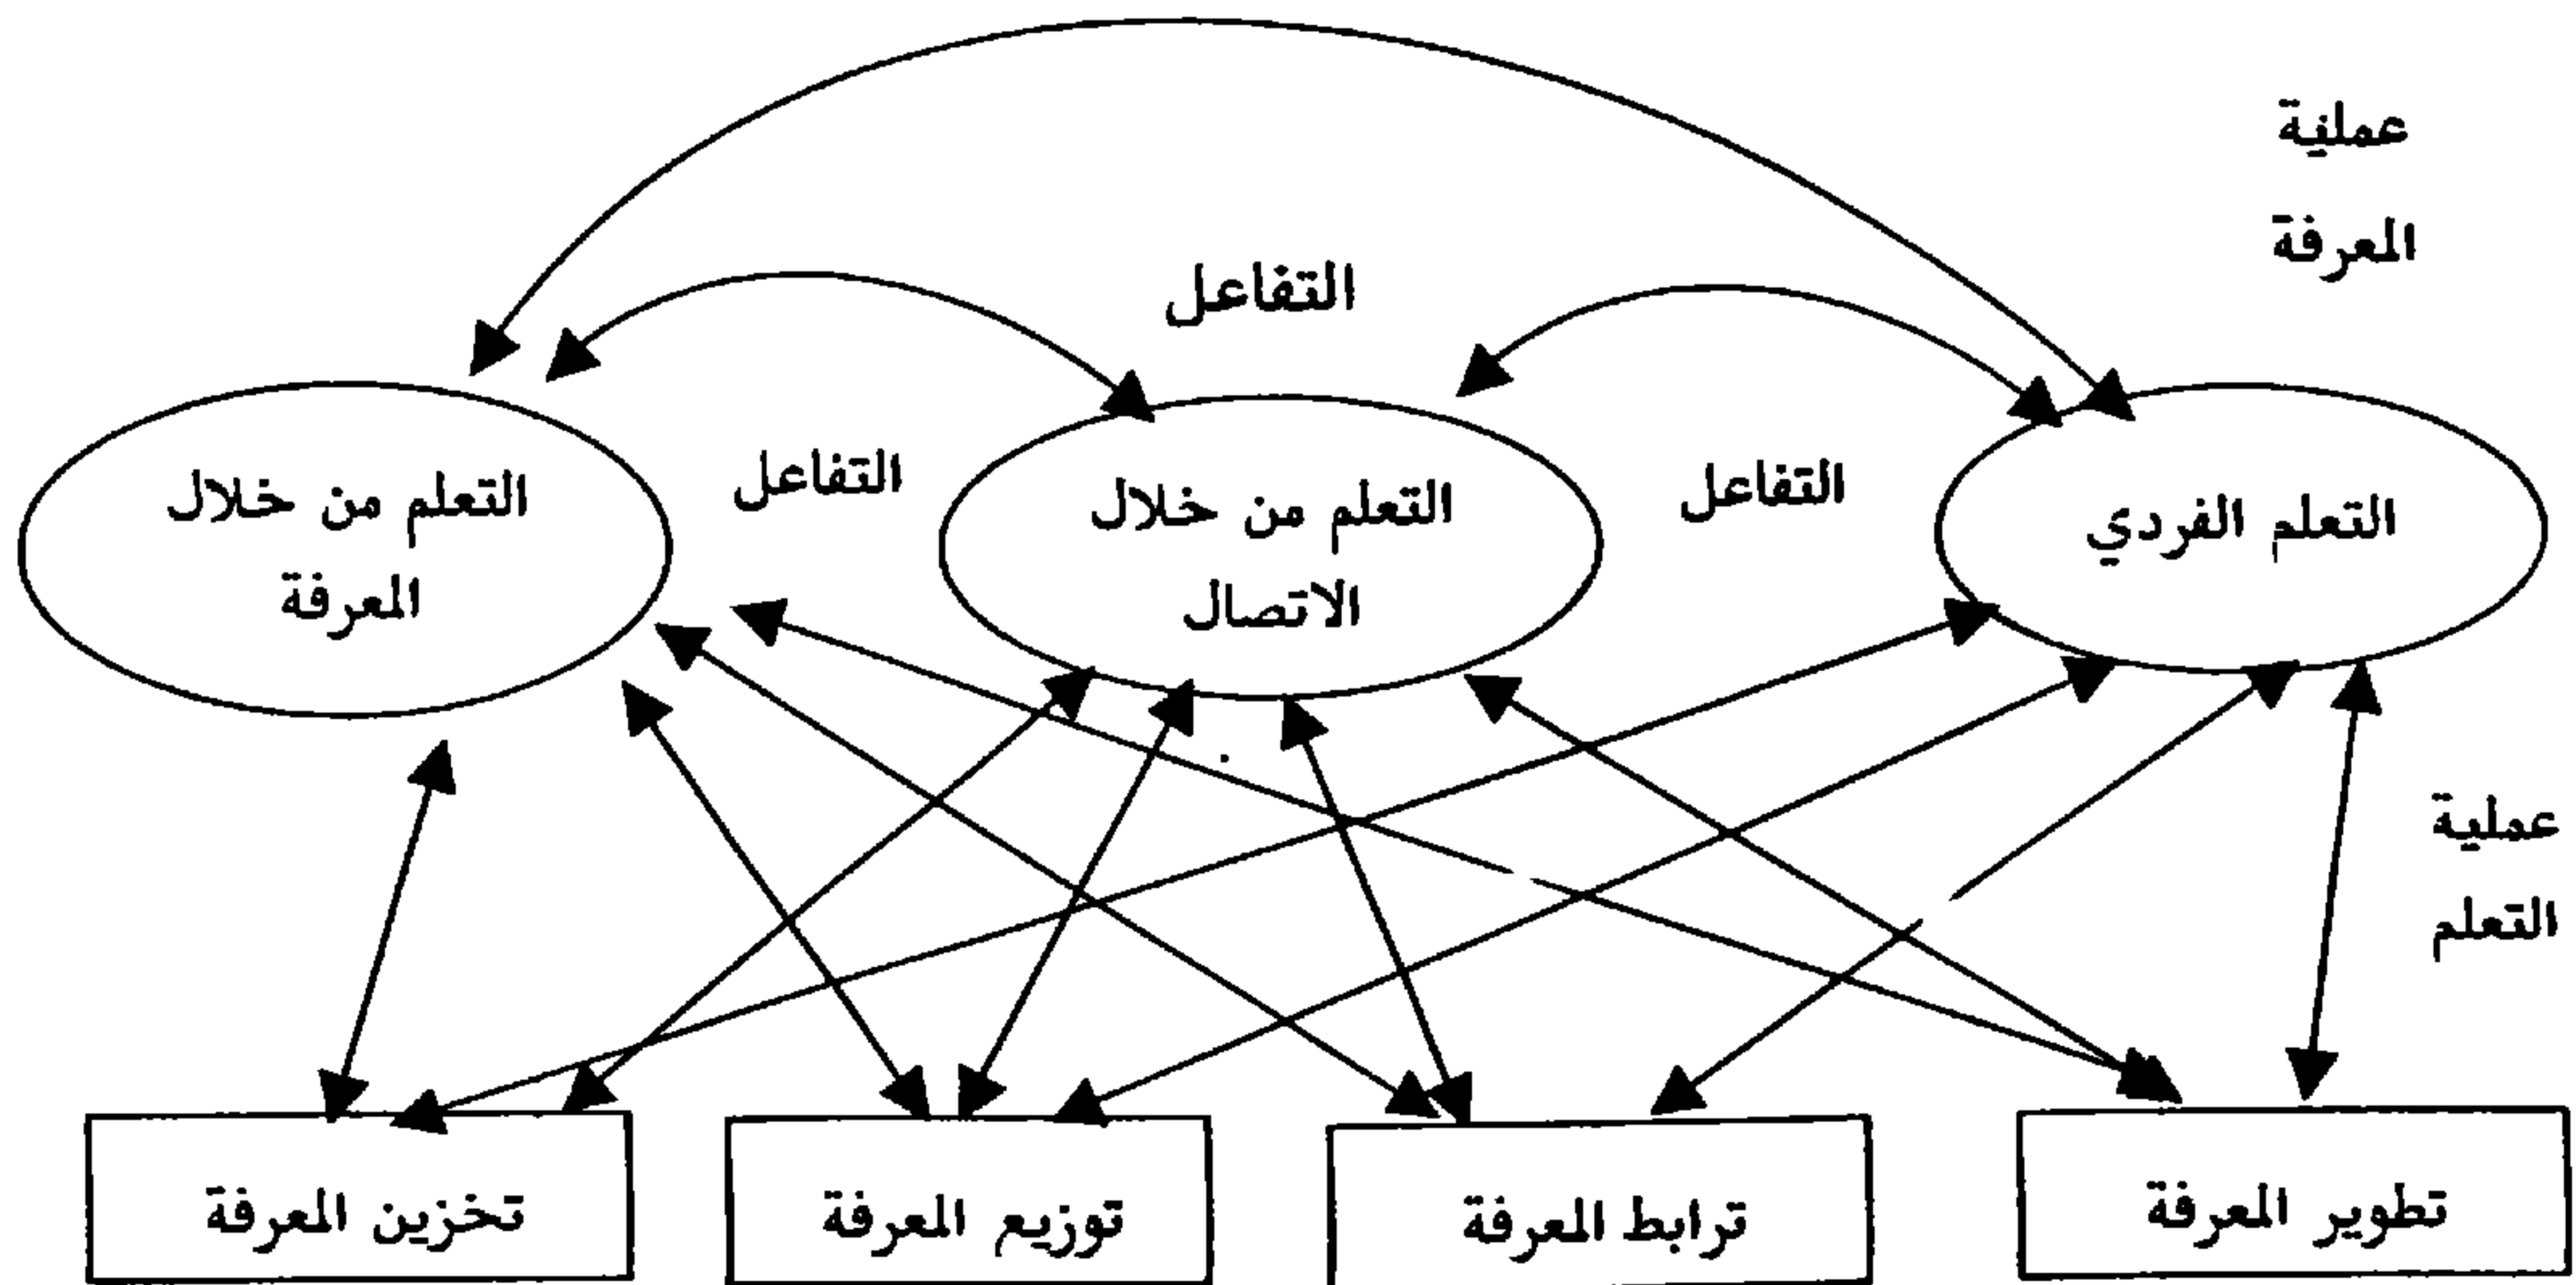 عملية
المعرفة
التفاعل
التعلم الفردي
التفاعل
التعلم من خلال
الاتصال
التفاعل
التعلم من خلال
المعرفة
عملية
التعلم
تطوير المعرفة
ترابط المعرفة
توزيع المعرفة
تخزين المعرفة